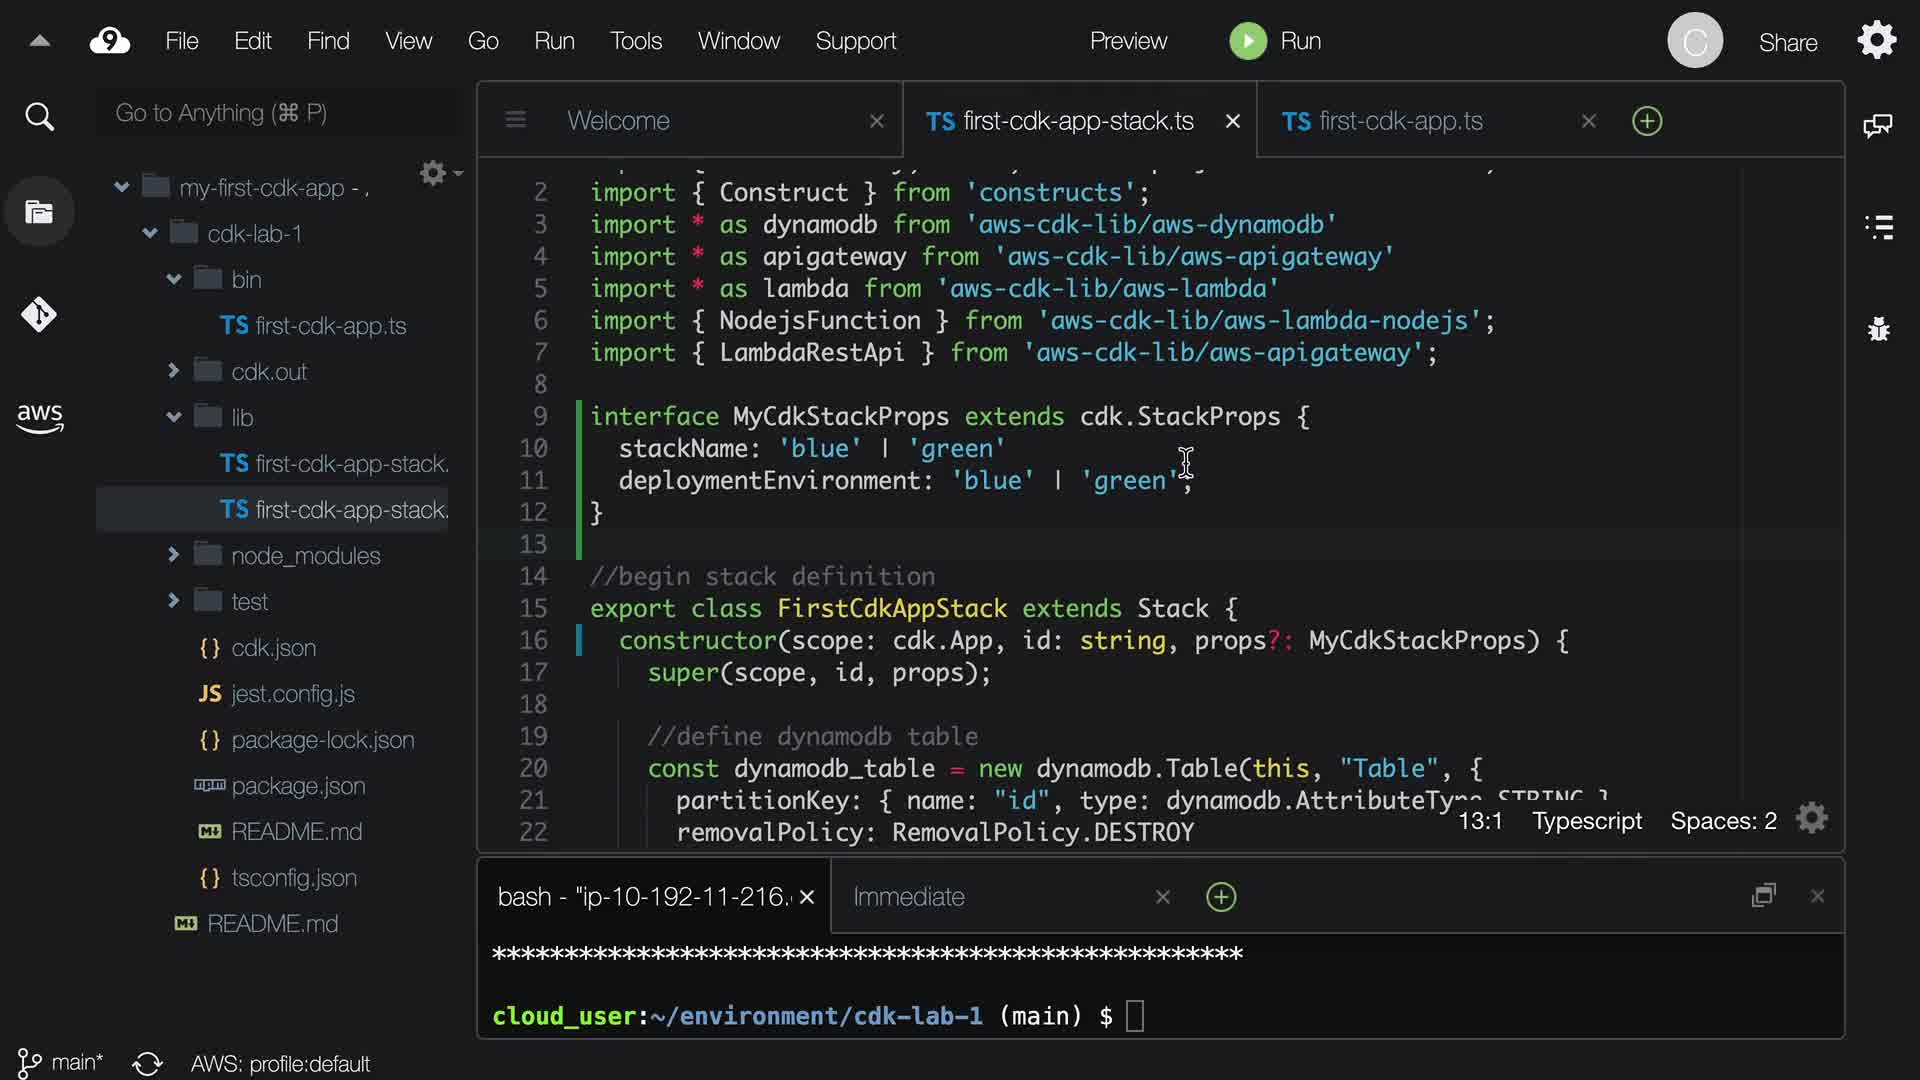 9 File Edit Find View Go Run Tools Window Support Preview Run C Share
Go to Anything (⌘ P)
Welcome
TS first-cdk-app-stack.ts
TS first-cdk-app.ts
my-first-cdk-app - ,
cdk-lab-1
bin
TS first-cdk-app.ts
cdk.out
lib
TS first-cdk-app-stack.
TS first-cdk-app-stack.
node_modules
test
{} cdk.json
JS jest.config.js
{} package-lock.json
package.json
README.md
{} tsconfig.json
README.md
aws
2 import { Construct } from 'constructs';
3 import * as dynamodb from 'aws-cdk-lib/aws-dynamodb'
4 import * as apigateway from 'aws-cdk-lib/aws-apigateway'
5 import * as lambda from 'aws-cdk-lib/aws-lambda'
6 import { NodejsFunction } from 'aws-cdk-lib/aws-lambda-nodejs';
7 import { LambdaRestApi } from 'aws-cdk-lib/aws-apigateway';
8
9 interface MyCdkStackProps extends cdk.StackProps {
10 stackName: 'blue' | 'green'
11 deploymentEnvironment: 'blue' | 'green';
12 }
13
14 //begin stack definition
15 export class FirstCdkAppStack extends Stack {
16 constructor(scope: cdk.App, id: string, props?: MyCdkStackProps) {
17 super(scope, id, props);
18
19 //define dynamodb table
20 const dynamodb_table = new dynamodb.Table(this, "Table", {
21 partitionKey: { name: "id", type: dynamodb.AttributeType.STRING }
22 removalPolicy: RemovalPolicy.DESTROY
13:1 Typescript Spaces: 2
bash - "ip-10-192-11-216.
Immediate
****************************************************
cloud_user:~/environment/cdk-lab-1 (main) $
main* AWS: profile:default